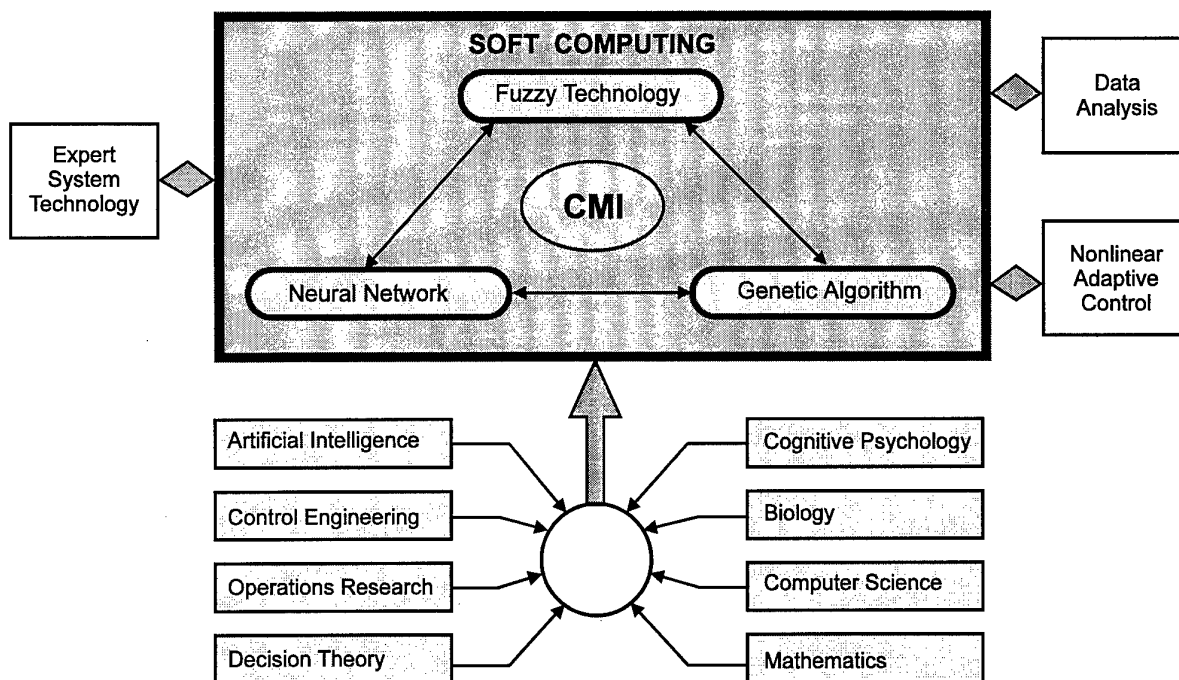 SOFT COMPUTING
Fuzzy Technology
CMI
Neural Network
Genetic Algorithm
Expert
System
Technology
Data
Analysis
Nonlinear
Adaptive
Control
Artificial Intelligence
Control Engineering
Operations Research
Decision Theory
Cognitive Psychology
Biology
Computer Science
Mathematics